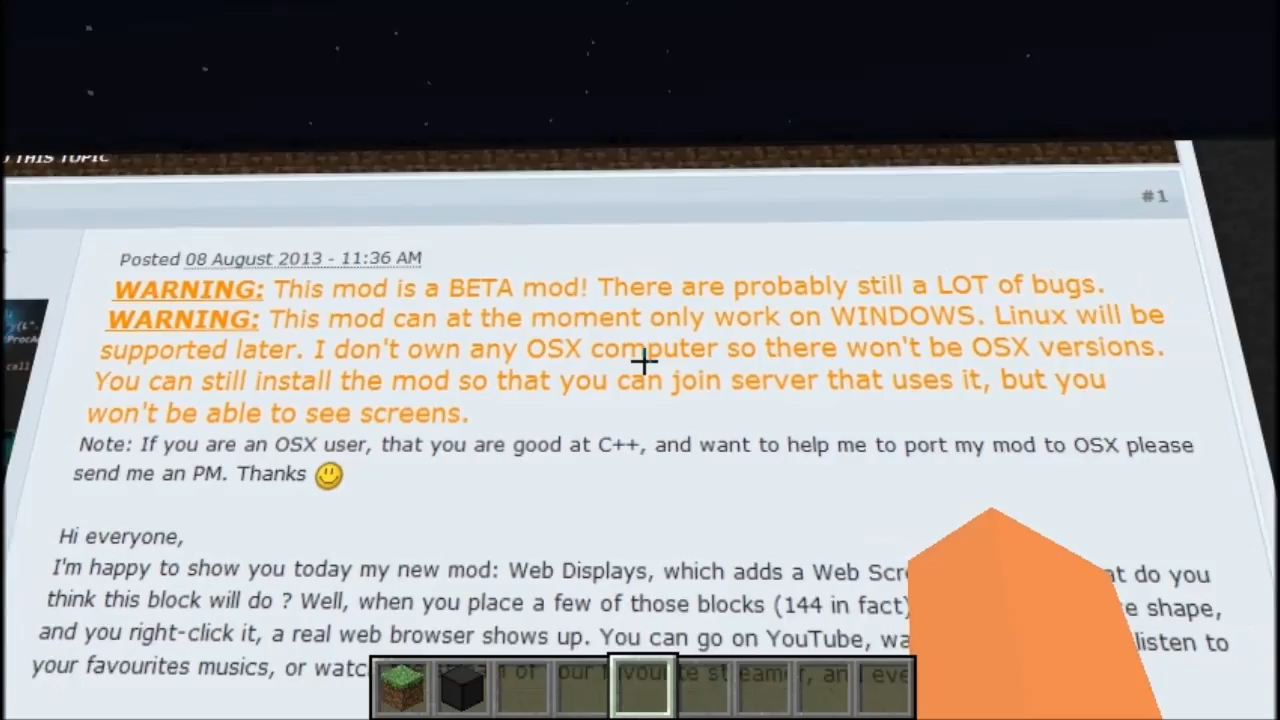 THIS TOPIC
#1
Posted 08 August 2013 - 11:36 AM
WARNING: This mod is a BETA mod! There are probably still a LOT of bugs.
WARNING: This mod can at the moment only work on WINDOWS. Linux will be
supported later. I don't own any OSX computer so there won't be OSX versions.
You can still install the mod so that you can join server that uses it, but you
won't be able to see screens.
Note: If you are an OSX user, that you are good at C++, and want to help me to port my mod to OSX please
send me an PM. Thanks
Hi everyone,
I'm happy to show you today my new mod: Web Displays, which adds a Web do you
think this block will do ? Well, when you place a few of those blocks (144 in fact) shape,
and you right-click it, a real web browser shows up. You can go on YouTube, listen to
your favourite musics, or of your favourite streamer, and
call